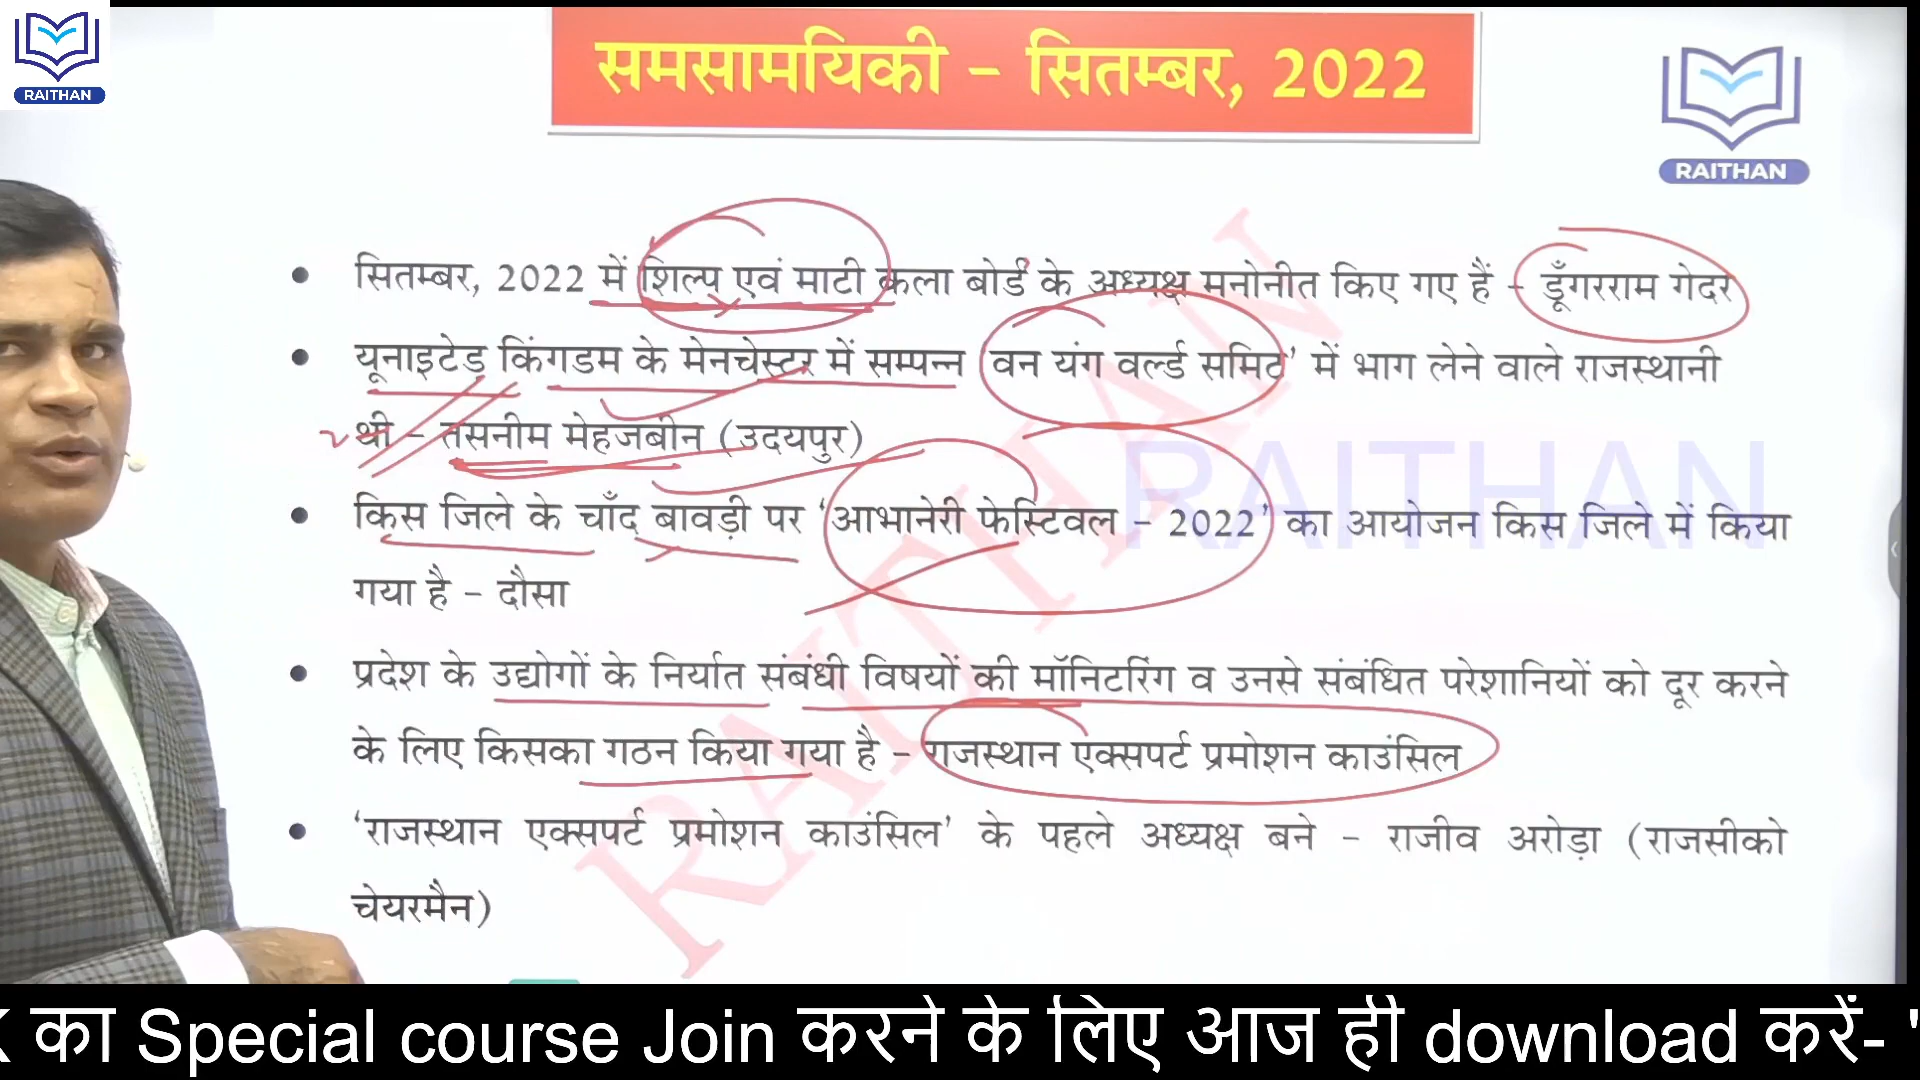 RAITHAN
समसामयिकी – सितम्बर, 2022
RAITHAN
• सितम्बर, 2022 में शिल्प एवं माटी कला बोर्ड के अध्यक्ष मनोनीत किए गए हैं – डूँगरराम गेदर
• यूनाइटेड किंगडम के मेनचेस्टर में सम्पन्न 'वन यंग वर्ल्ड समिट' में भाग लेने वाले राजस्थानी
थी – तसनीम मेहजबीन (उदयपुर)
• किस जिले के चाँद बावड़ी पर 'आभानेरी फेस्टिवल – 2022' का आयोजन किस जिले में किया
गया है – दौसा
• प्रदेश के उद्योगों के निर्यात संबंधी विषयों की मॉनिटरिंग व उनसे संबंधित परेशानियों को दूर करने
के लिए किसका गठन किया गया है – राजस्थान एक्सपर्ट प्रमोशन काउंसिल
• 'राजस्थान एक्सपर्ट प्रमोशन काउंसिल' के पहले अध्यक्ष बने – राजीव अरोड़ा (राजसीको
चेयरमैन)
RAITHAN
RAITHAN
का Special course Join करने के लिए आज ही download करें- '